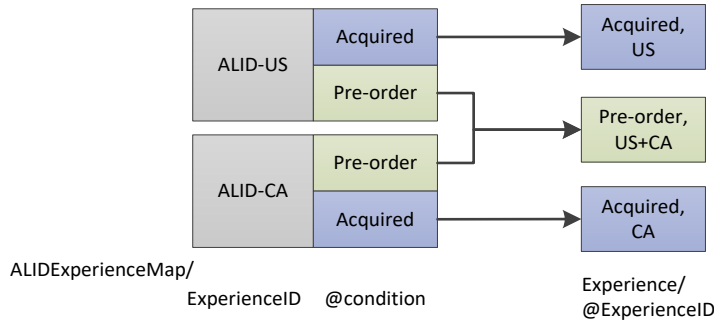 ALID-US
Acquired
Pre-order
ALID-CA
Pre-order
Acquired
Acquired,
US
Pre-order,
US+CA
Acquired,
CA
ALIDExperienceMap/
ExperienceID
@condition
Experience/
@ExperienceID